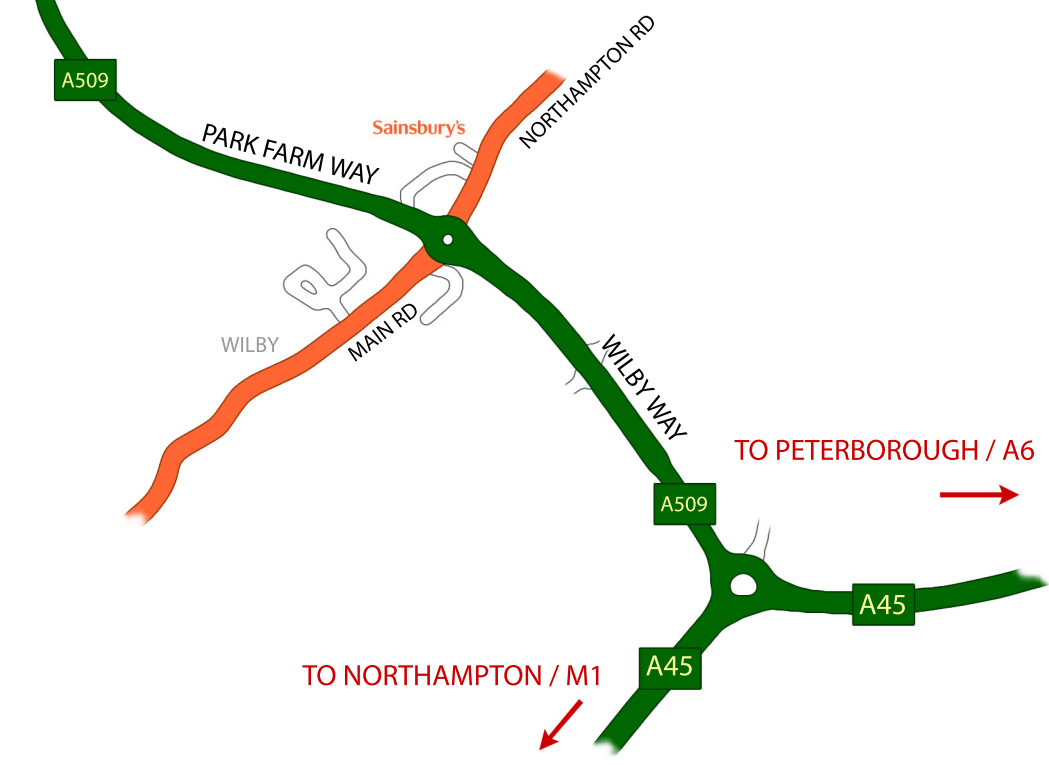 NORTHAMPTON RD
A509
Sainsbury's
PARK FARM WAY
WILBY
MAIN RD
WILBY WAY
TO PETERBOROUGH / A6
A509
A45
TO NORTHAMPTON / M1
A45